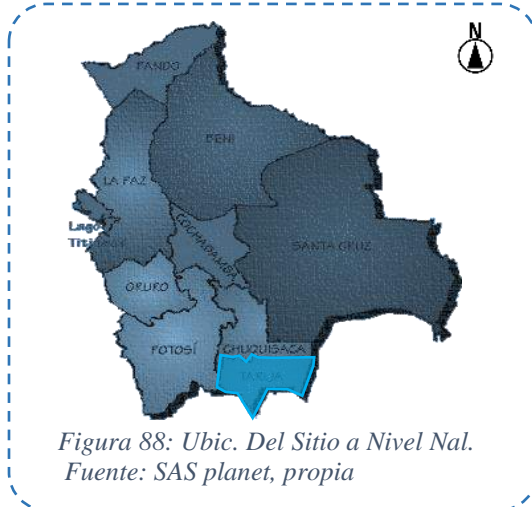 N
PANDO
BENI
LA PAZ
Lago
COCHABAMBA
SANTA CRUZ
ORURO
POTOSÍ
CHUQUISACA
TARIJA
Figura 88: Ubic. Del Sitio a Nivel Nal.
Fuente: SAS planet, propia